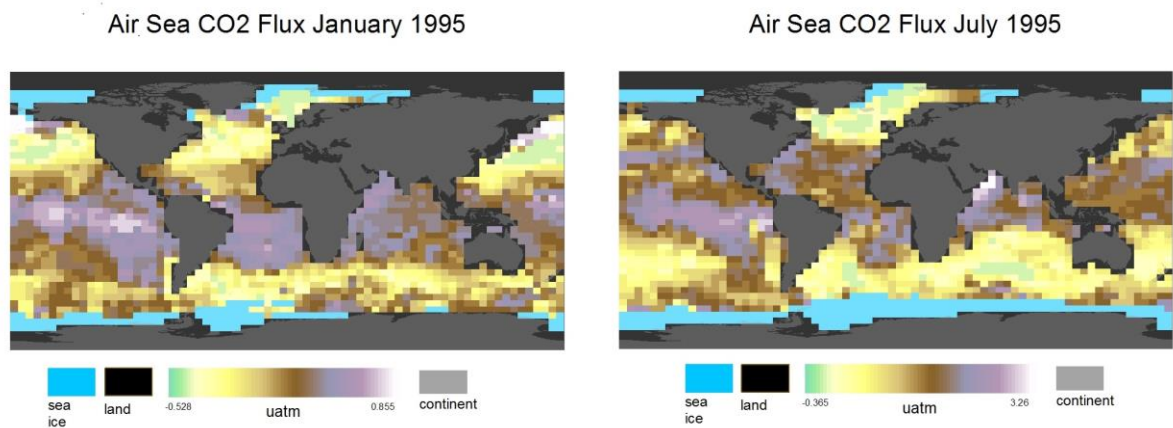 Air Sea CO2 Flux January 1995
Air Sea CO2 Flux July 1995
sea
ice
land
-0.528
uatm
0.855
continent
sea
ice
land
-0.365
uatm
3.26
continent